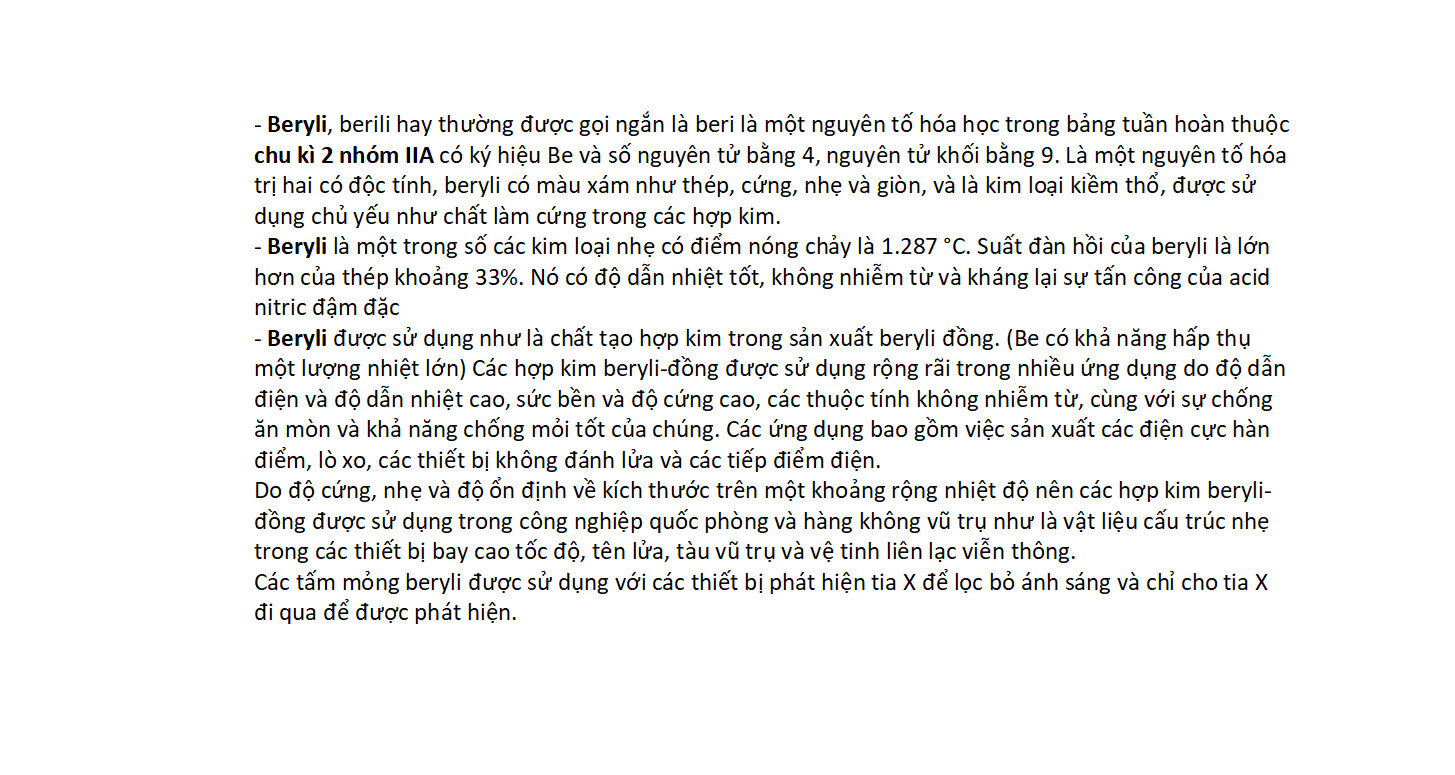 - Beryli, berili hay thường được gọi ngắn là beri là một nguyên tố hóa học trong bảng tuần hoàn thuộc
chu kì 2 nhóm IIA có ký hiệu Be và số nguyên tử bằng 4, nguyên tử khối bằng 9. Là một nguyên tố hóa
trị hai có độc tính, beryli có màu xám như thép, cứng, nhẹ và giòn, và là kim loại kiềm thổ, được sử
dụng chủ yếu như chất làm cứng trong các hợp kim.
- Beryli là một trong số các kim loại nhẹ có điểm nóng chảy là 1.287 °C. Suất đàn hồi của beryli là lớn
hơn của thép khoảng 33%. Nó có độ dẫn nhiệt tốt, không nhiễm từ và kháng lại sự tấn công của acid
nitric đậm đặc
- Beryli được sử dụng như là chất tạo hợp kim trong sản xuất beryli đồng. (Be có khả năng hấp thụ
một lượng nhiệt lớn) Các hợp kim beryli-đồng được sử dụng rộng rãi trong nhiều ứng dụng do độ dẫn
điện và độ dẫn nhiệt cao, sức bền và độ cứng cao, các thuộc tính không nhiễm từ, cùng với sự chống
ăn mòn và khả năng chống mỏi tốt của chúng. Các ứng dụng bao gồm việc sản xuất các điện cực hàn
điểm, lò xo, các thiết bị không đánh lửa và các tiếp điểm điện.
Do độ cứng, nhẹ và độ ổn định về kích thước trên một khoảng rộng nhiệt độ nên các hợp kim beryli-
đồng được sử dụng trong công nghiệp quốc phòng và hàng không vũ trụ như là vật liệu cấu trúc nhẹ
trong các thiết bị bay cao tốc độ, tên lửa, tàu vũ trụ và vệ tinh liên lạc viễn thông.
Các tấm mỏng beryli được sử dụng với các thiết bị phát hiện tia X để lọc bỏ ánh sáng và chỉ cho tia X
đi qua để được phát hiện.